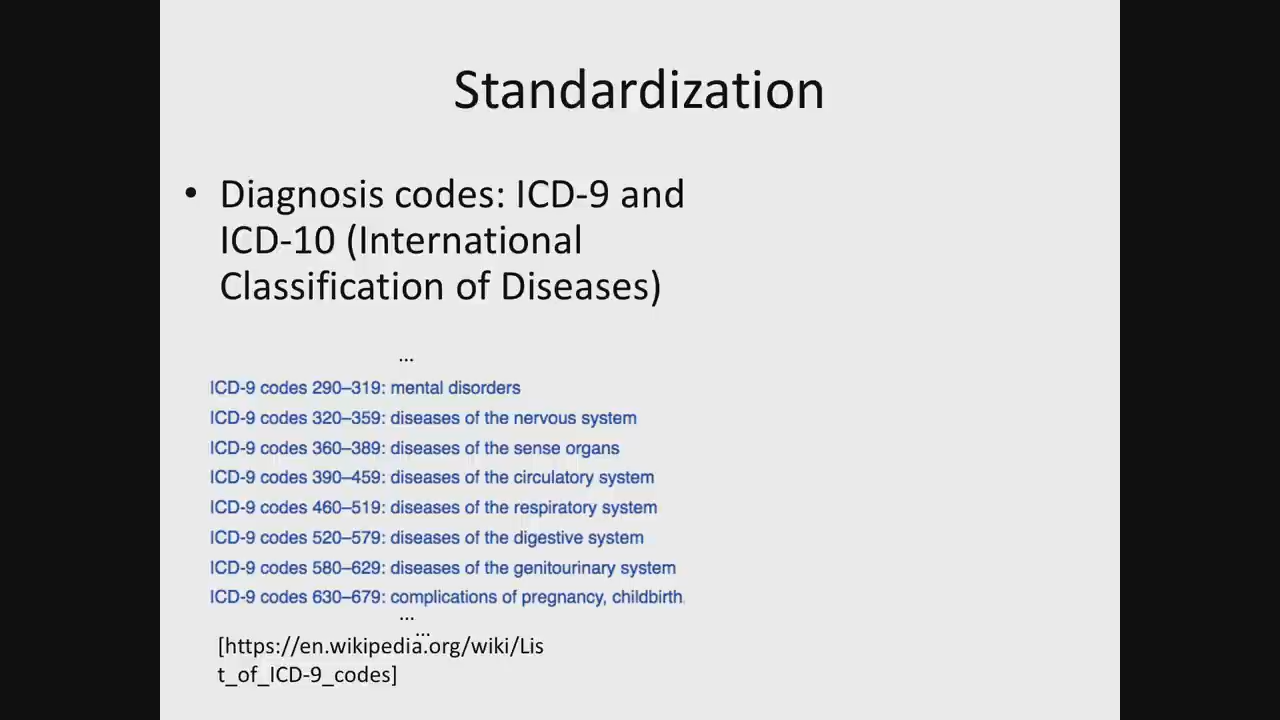 Standardization
• Diagnosis codes: ICD-9 and
ICD-10 (International
Classification of Diseases)
...
ICD-9 codes 290–319: mental disorders
ICD-9 codes 320–359: diseases of the nervous system
ICD-9 codes 360–389: diseases of the sense organs
ICD-9 codes 390–459: diseases of the circulatory system
ICD-9 codes 460–519: diseases of the respiratory system
ICD-9 codes 520–579: diseases of the digestive system
ICD-9 codes 580–629: diseases of the genitourinary system
ICD-9 codes 630–679: complications of pregnancy, childbirth
...
...
[https://en.wikipedia.org/wiki/Lis
t_of_ICD-9_codes]